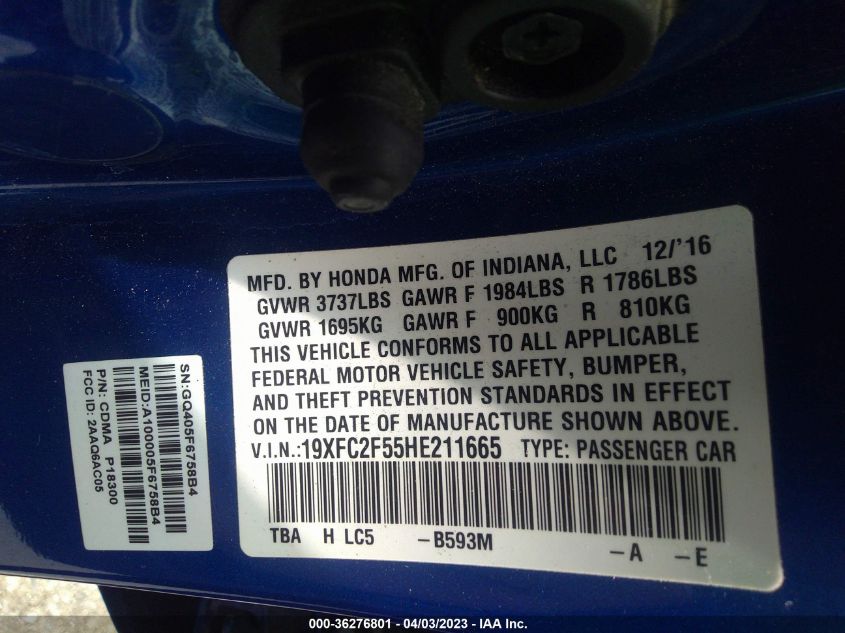 MFD. BY HONDA MFG. OF INDIANA, LLC 12/'16
GVWR 3737LBS GAWR F 1984LBS R 1786LBS
GVWR 1695KG GAWR F 900KG R 810KG
THIS VEHICLE CONFORMS TO ALL APPLICABLE
FEDERAL MOTOR VEHICLE SAFETY, BUMPER,
AND THEFT PREVENTION STANDARDS IN EFFECT
ON THE DATE OF MANUFACTURE SHOWN ABOVE.
V.I.N.:19XFC2F55HE211665 TYPE: PASSENGER CAR
TBA H LC5 -B593M -A -E
SN:GQ405F6758B4
MEID:A100005F6758B4
P/N: CDMA P18300
FCC ID: 2AAQ6AC05
000-36276801 - 04/03/2023 - IAA Inc.